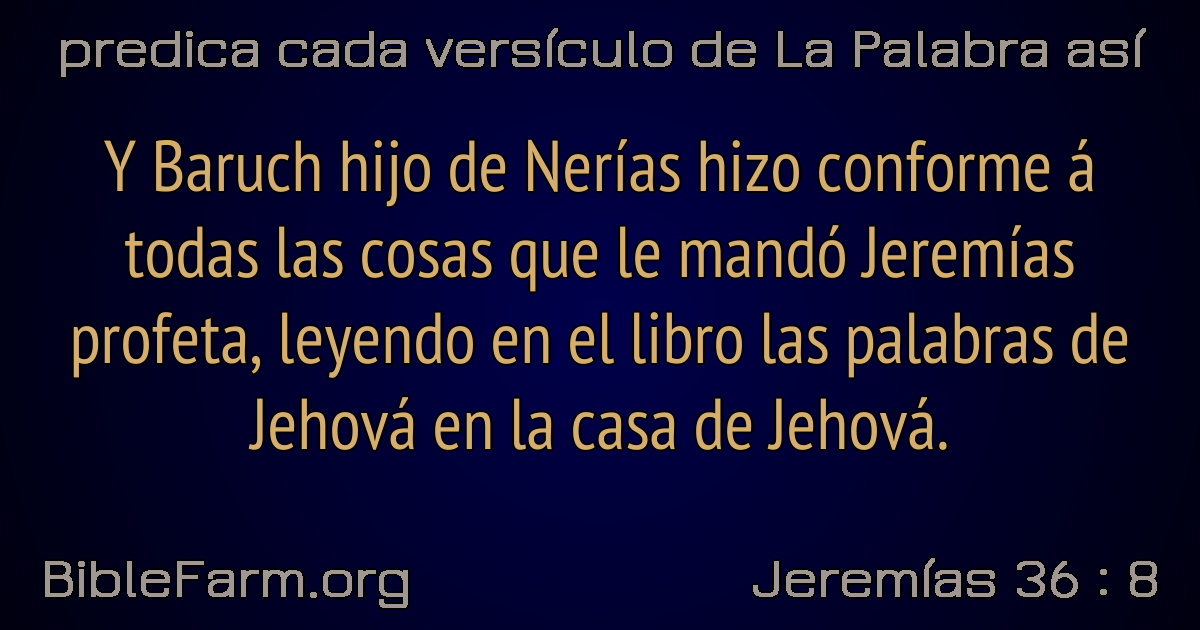 predica cada versículo de La Palabra así
Y Baruch hijo de Nerías hizo conforme á
todas las cosas que le mandó Jeremías
profeta, leyendo en el libro las palabras de
Jehová en la casa de Jehová.
BibleFarm.org
Jeremías 36 : 8